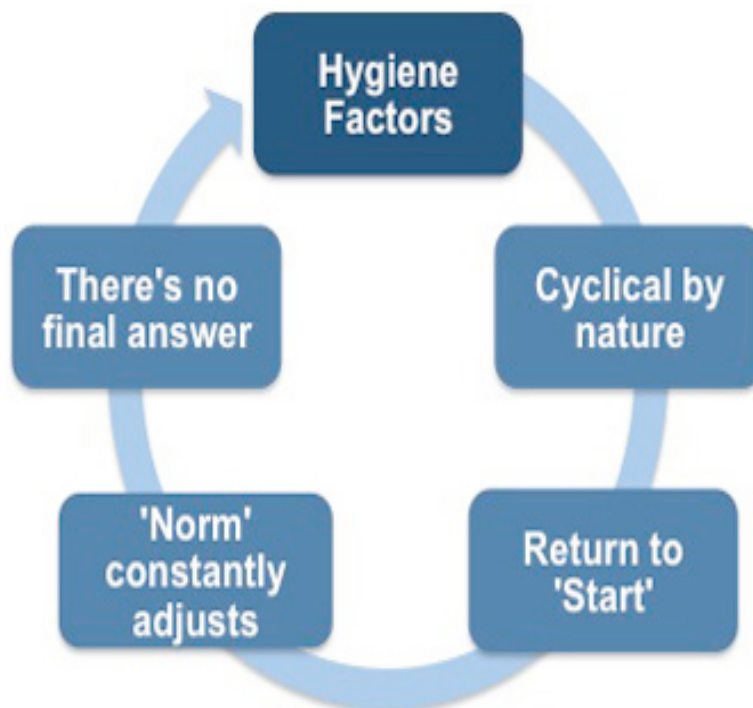 Hygiene
Factors
Cyclical by
nature
Return to
'Start'
'Norm'
constantly
adjusts
There's no
final answer